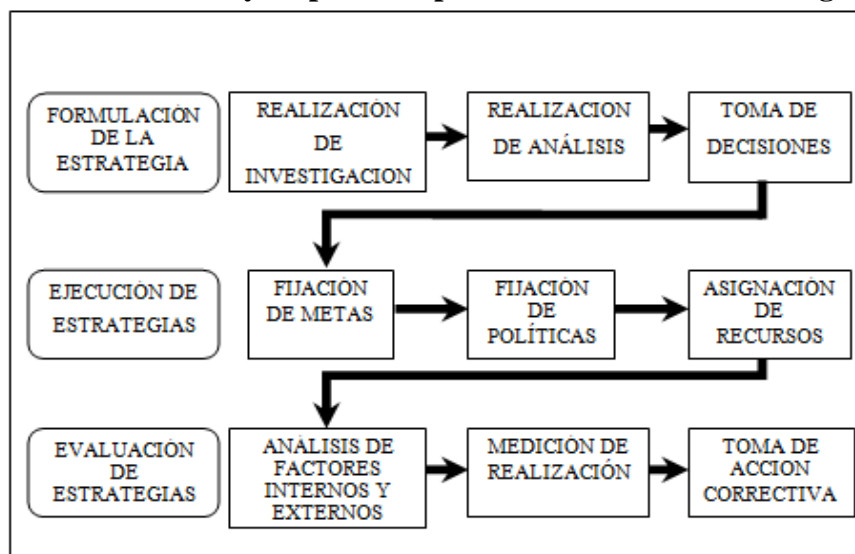 FORMULACIÓN
DE LA
ESTRATEGIA
REALIZACIÓN
DE
INVESTIGACION
REALIZACION
DE ANÁLISIS
TOMA DE
DECISIONES
EJECUCIÓN DE
ESTRATEGIAS
FIJACIÓN
DE METAS
FIJACIÓN
DE
POLÍTICAS
ASIGNACIÓN
DE
RECURSOS
EVALUACIÓN
DE
ESTRATEGIAS
ANÁLISIS DE
FACTORES
INTERNOS Y
EXTERNOS
MEDICIÓN DE
REALIZACIÓN
TOMA DE
ACCION
CORRECTIVA